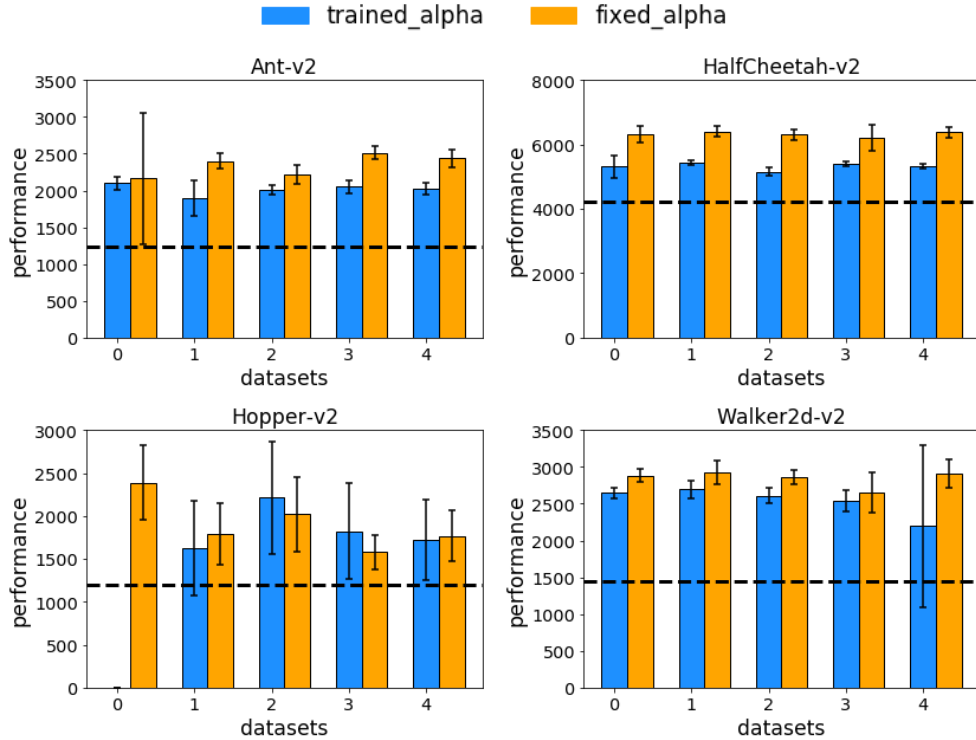 trained_alpha fixed_alpha
Ant-v2
3500
3000
2500
2000
1500
1000
500
0
performance
0 1 2 3 4
datasets
HalfCheetah-v2
8000
6000
4000
2000
0
performance
0 1 2 3 4
datasets
Hopper-v2
3000
2500
2000
1500
1000
500
0
performance
0 1 2 3 4
datasets
Walker2d-v2
3500
3000
2500
2000
1500
1000
500
0
performance
0 1 2 3 4
datasets